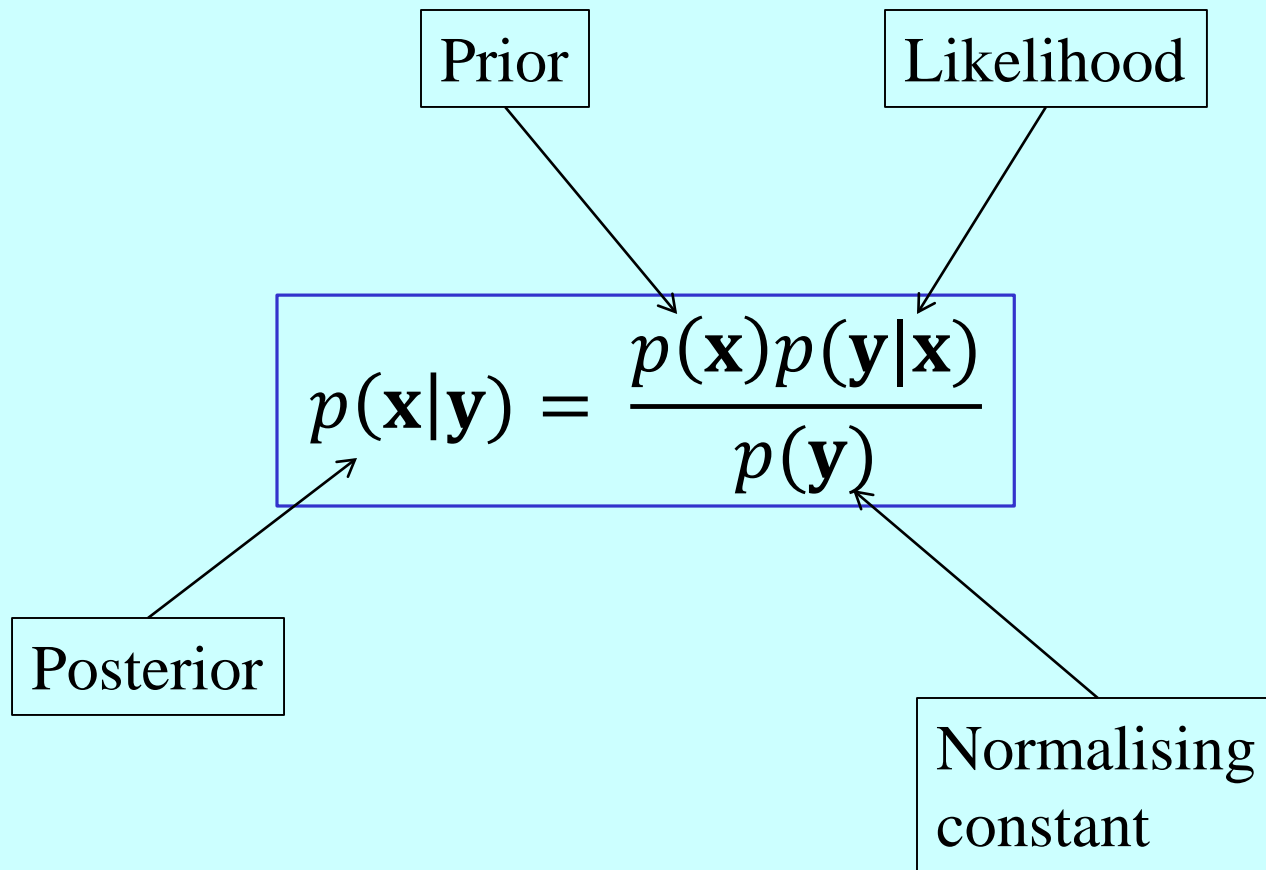 Prior
Likelihood
p(𝐱|𝐲) = p(𝐱)p(𝐲|𝐱) / p(𝐲)
Posterior
Normalising
constant